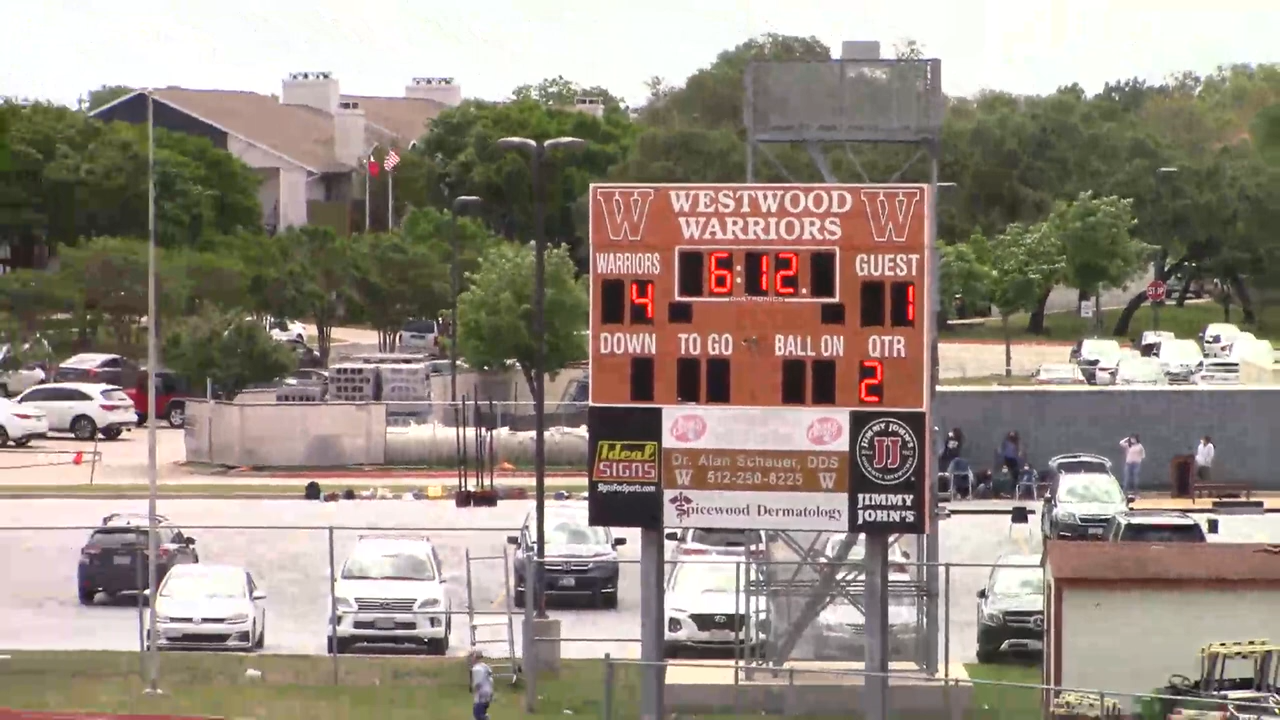 W WESTWOOD WARRIORS W
WARRIORS 6:12. GUEST
4 1
DAKTRONICS
DOWN TO GO BALL ON QTR
2
Ideal SIGNS
SignsForSports.com
Dr. Alan Schauer, DDS
W 512-250-8225 W
Spicewood Dermatology
JIMMY JOHN'S
JJ
JIMMY JOHN'S
STOP